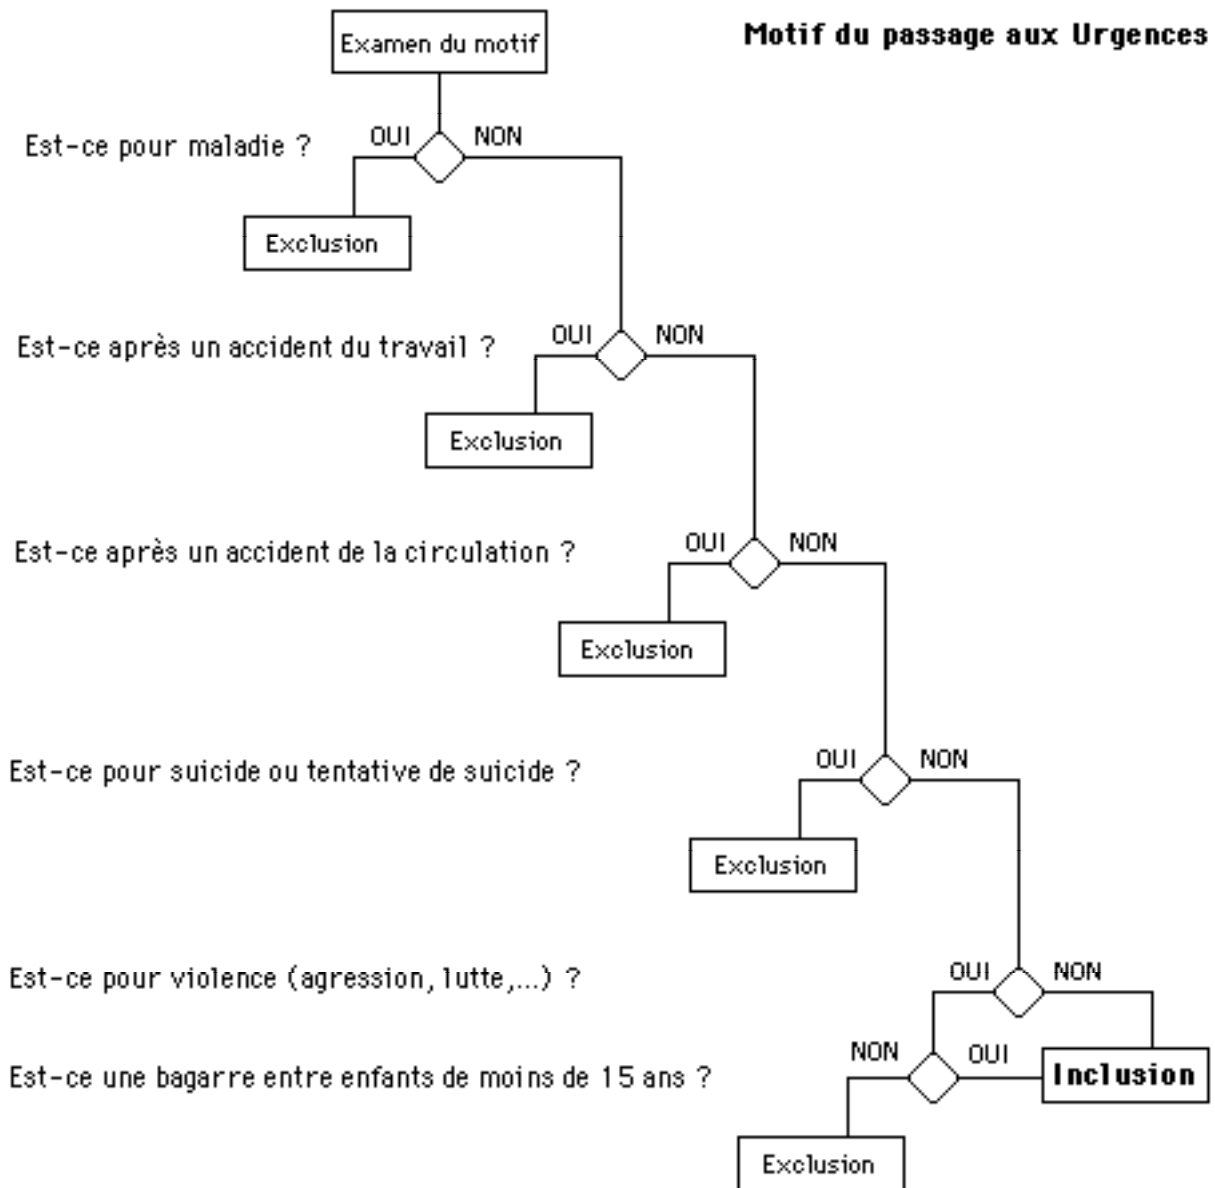 Motif du passage aux Urgences
Examen du motif
Est-ce pour maladie ?
OUI
NON
Exclusion
Est-ce après un accident du travail ?
OUI
NON
Exclusion
Est-ce après un accident de la circulation ?
OUI
NON
Exclusion
Est-ce pour suicide ou tentative de suicide ?
OUI
NON
Exclusion
Est-ce pour violence (agression, lutte,...) ?
OUI
NON
Est-ce une bagarre entre enfants de moins de 15 ans ?
NON
OUI
Inclusion
Exclusion